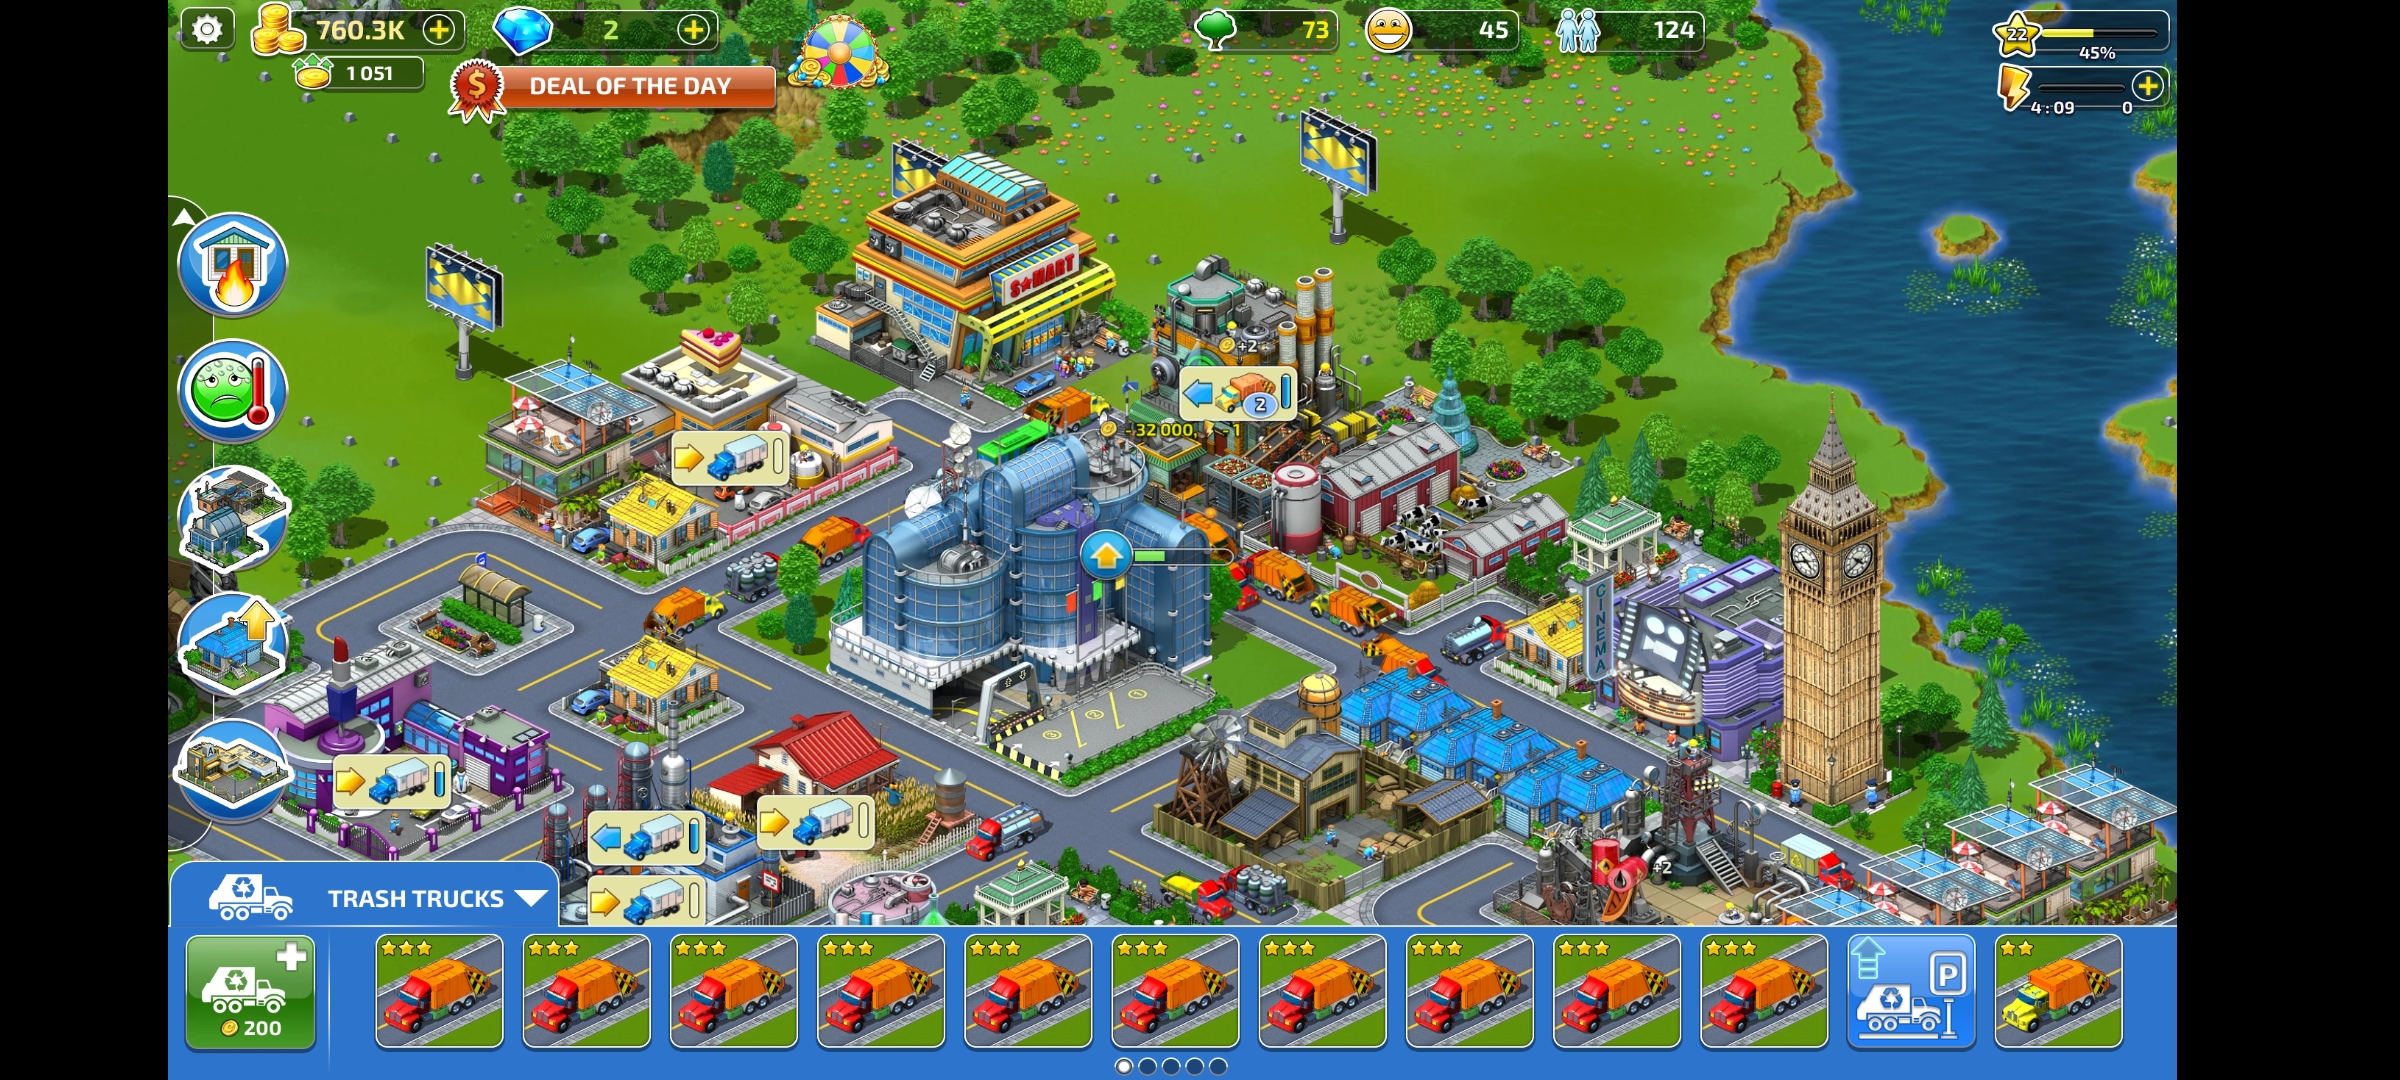 760.3K
2
73
45
124
22
45%
1 051
DEAL OF THE DAY
4:09
0
S★MART
+2
2
-32 000, - 1
CINEMA
+2
TRASH TRUCKS
P
200